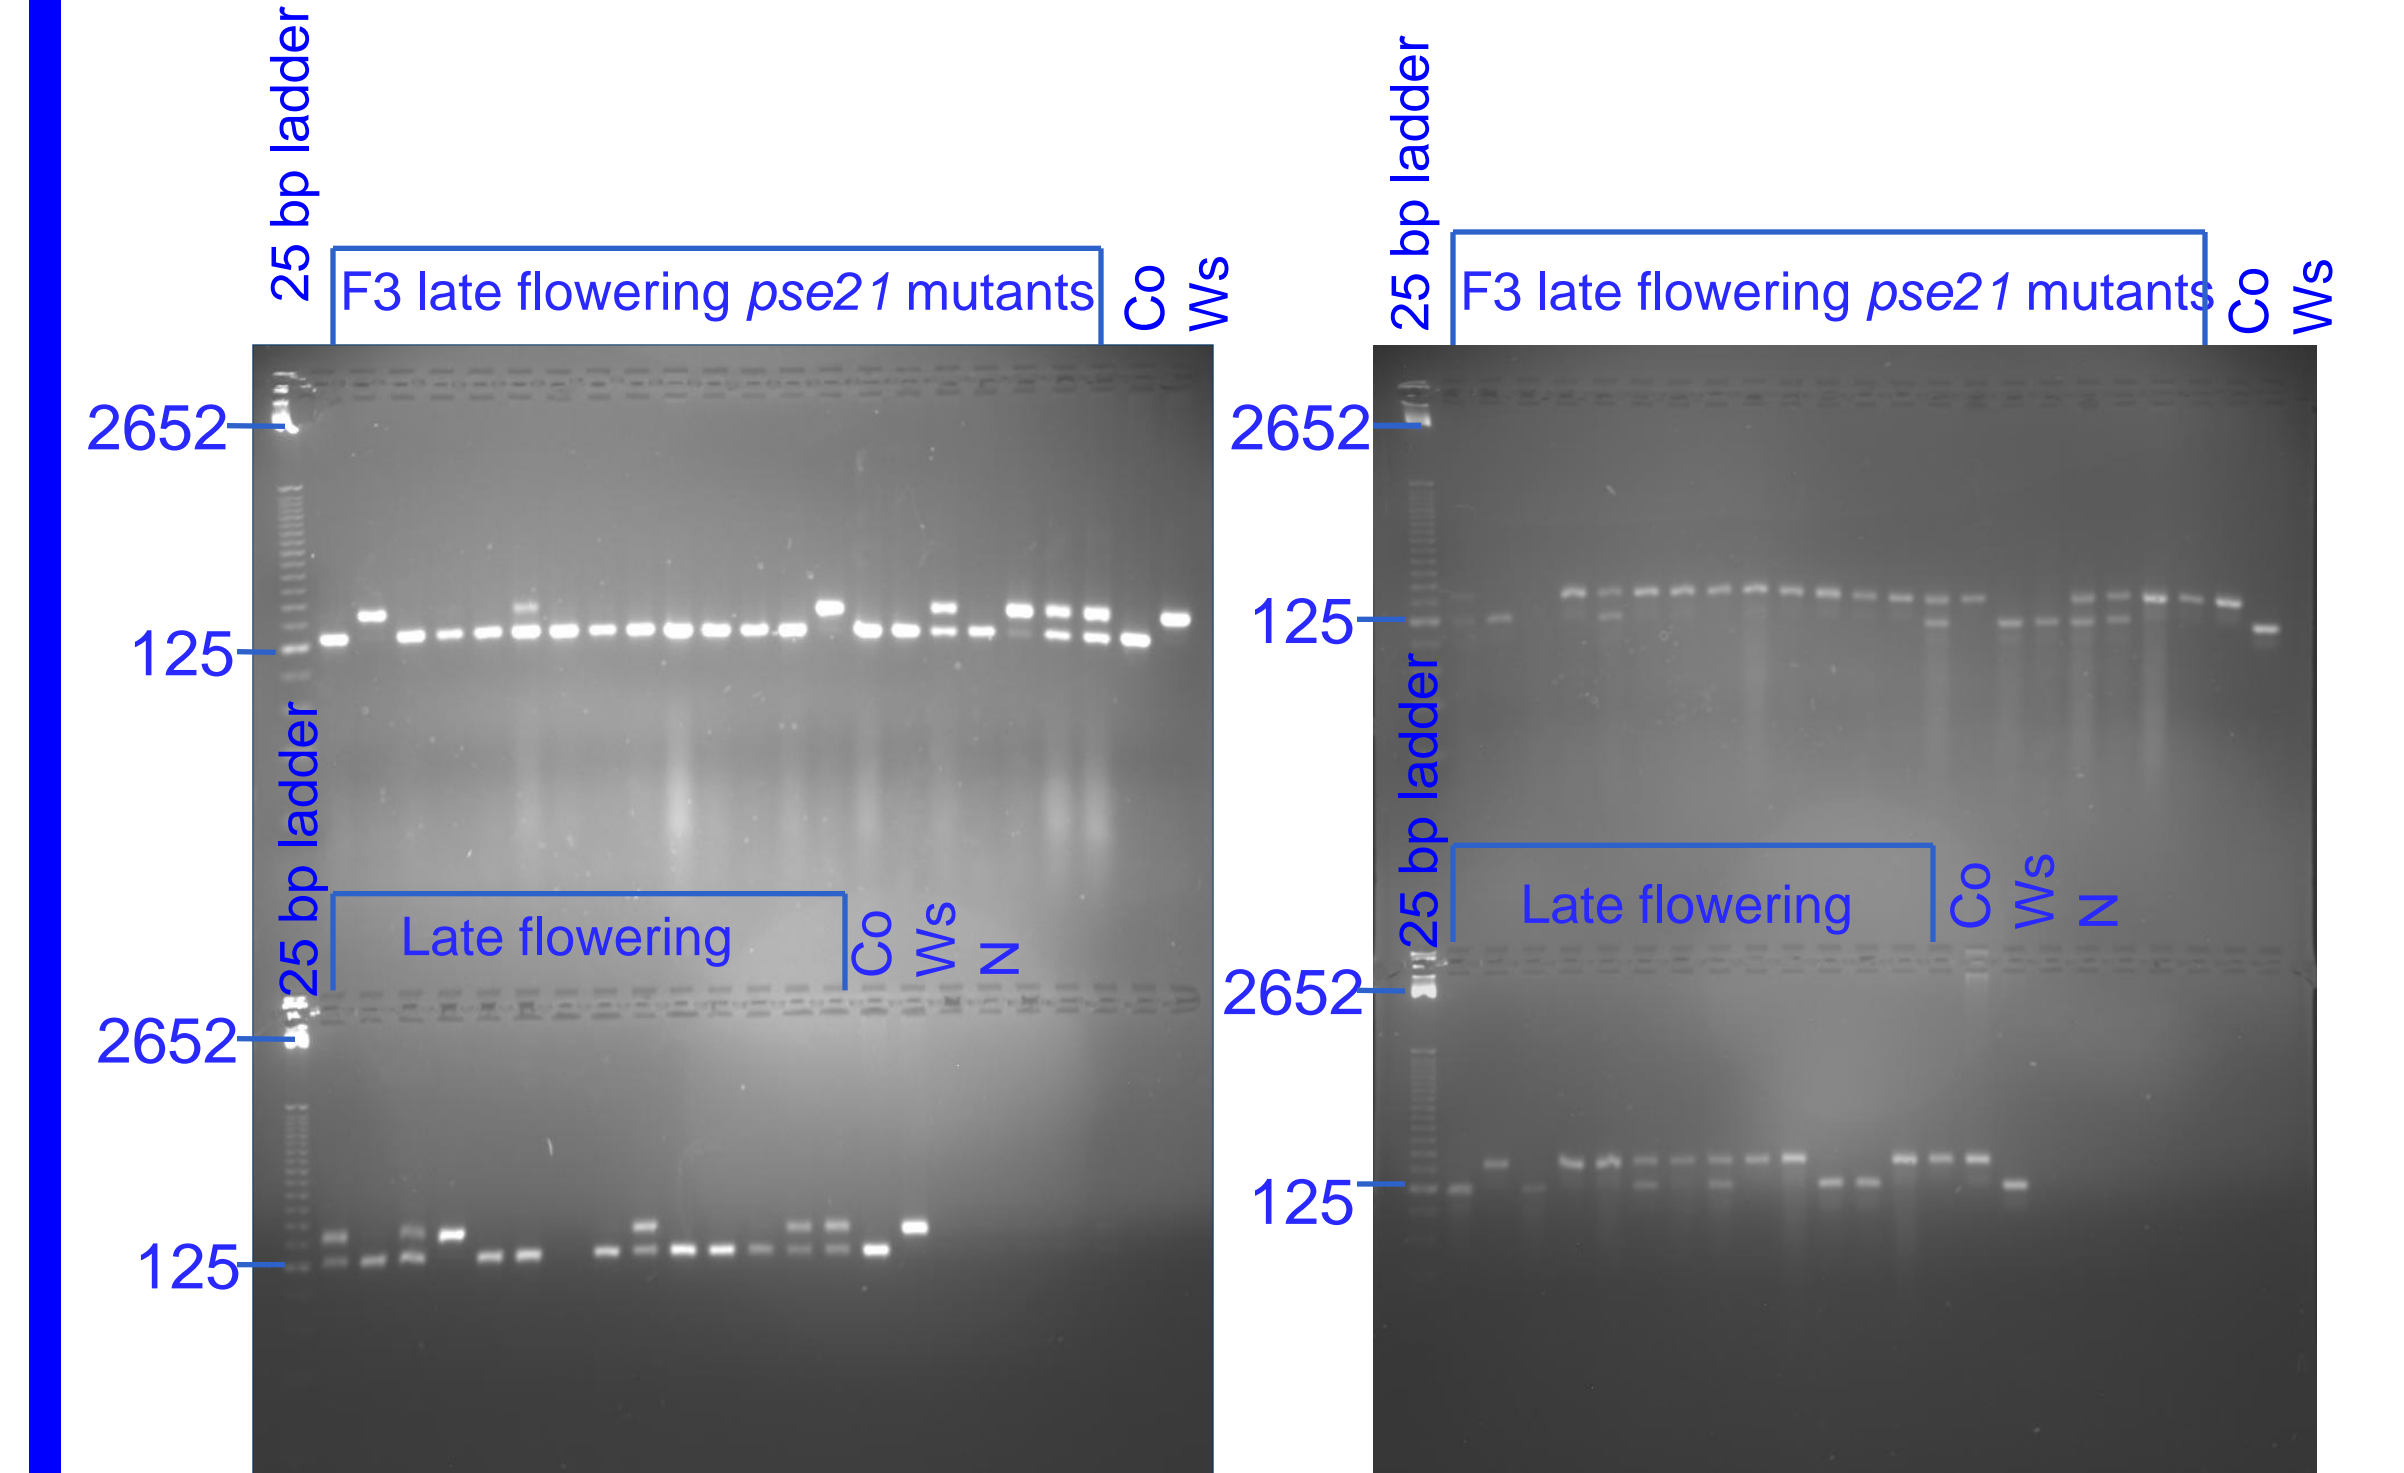 25 bp ladder
F3 late flowering pse21 mutants
Co
Ws
2652
125
25 bp ladder
Late flowering
Co
Ws
N
2652
125
25 bp ladder
F3 late flowering pse21 mutants
Co
Ws
2652
125
25 bp ladder
Late flowering
Co
Ws
N
2652
125